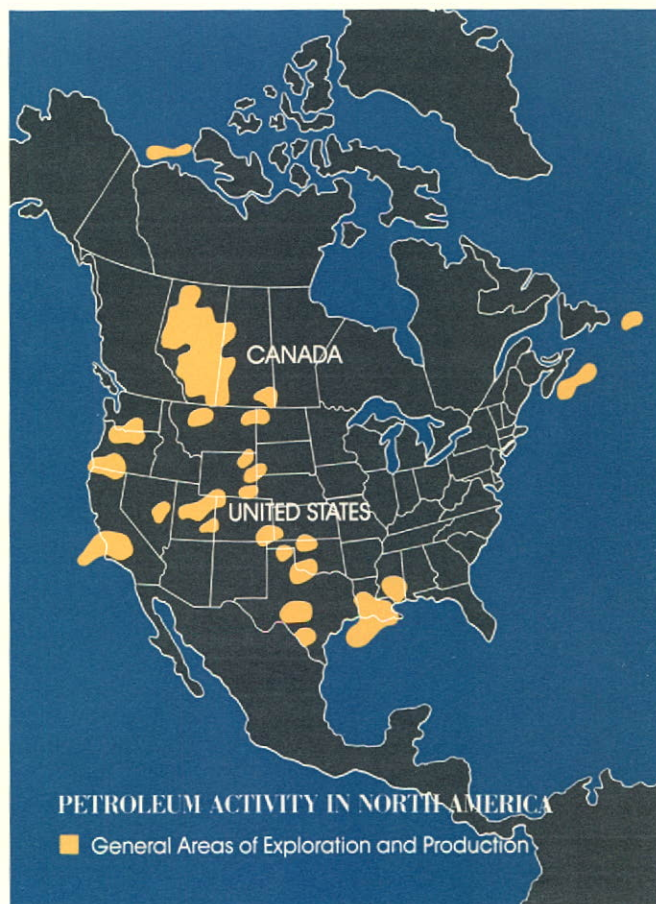 CANADA
UNITED STATES
PETROLEUM ACTIVITY IN NORTH AMERICA
General Areas of Exploration and Production